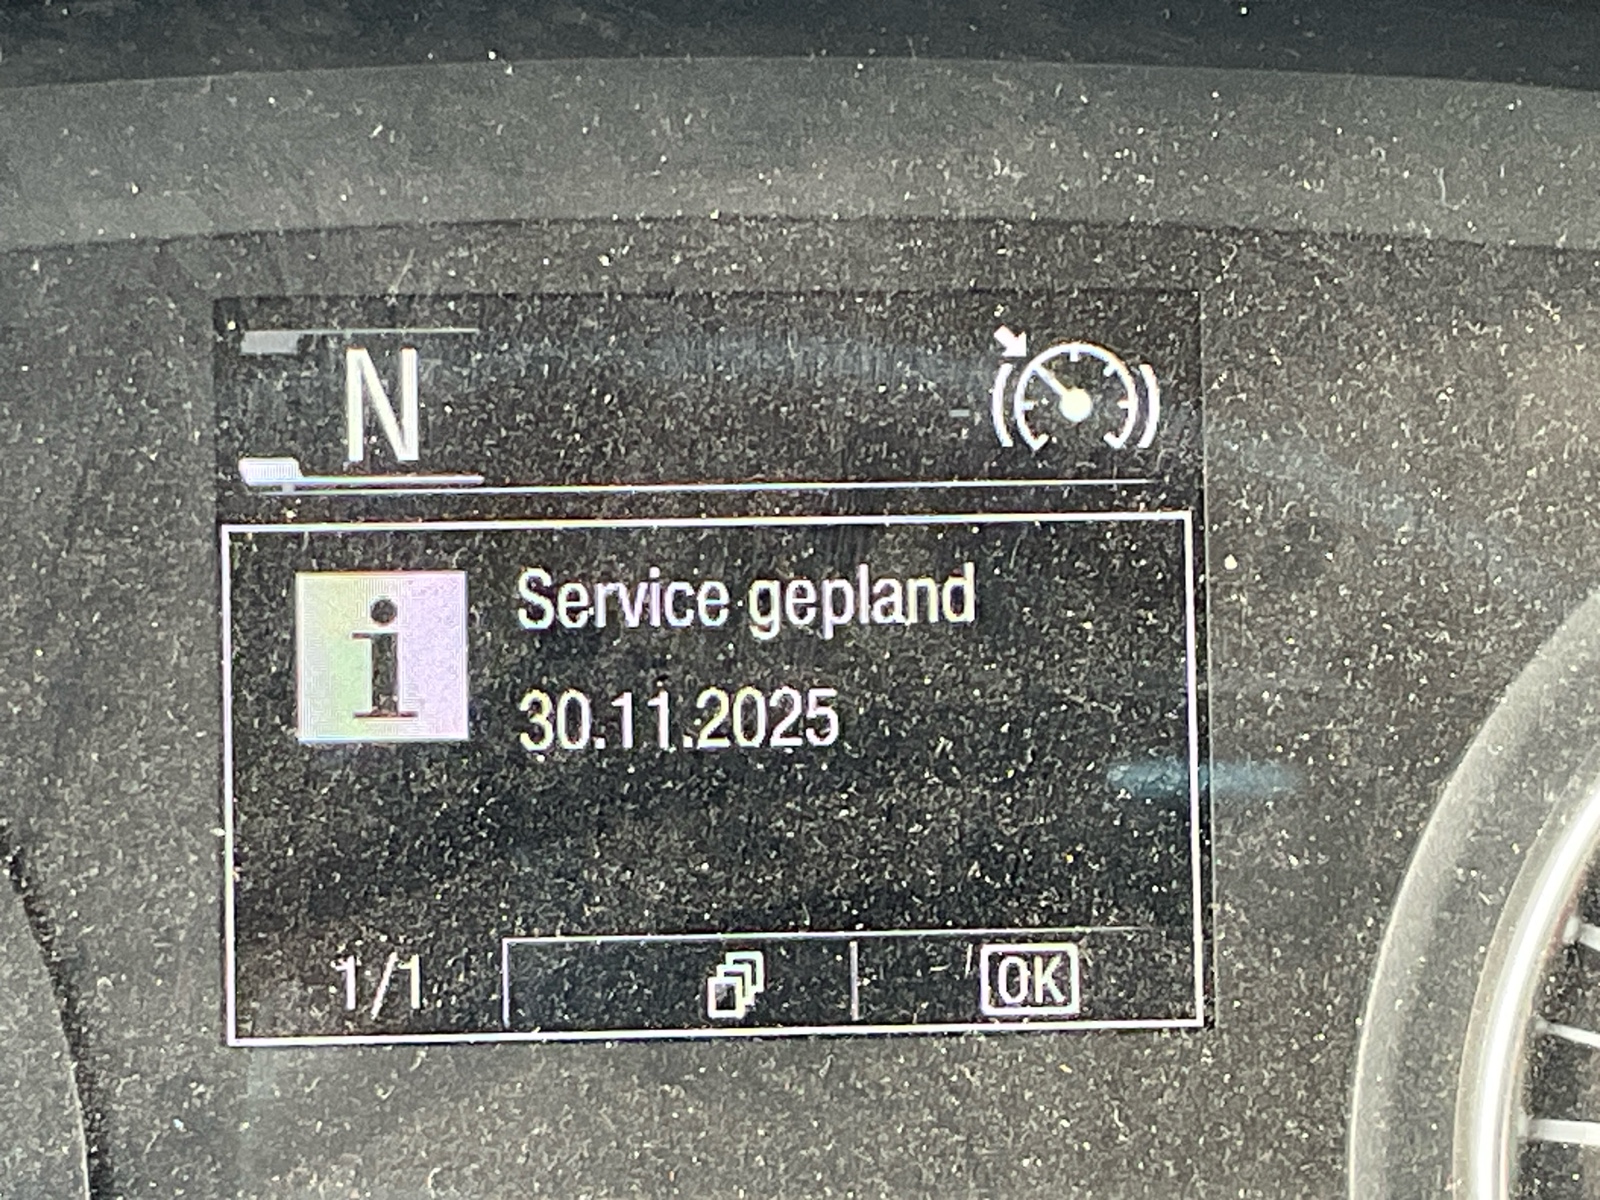 N
i
Service gepland
30.11.2025
1/1
OK